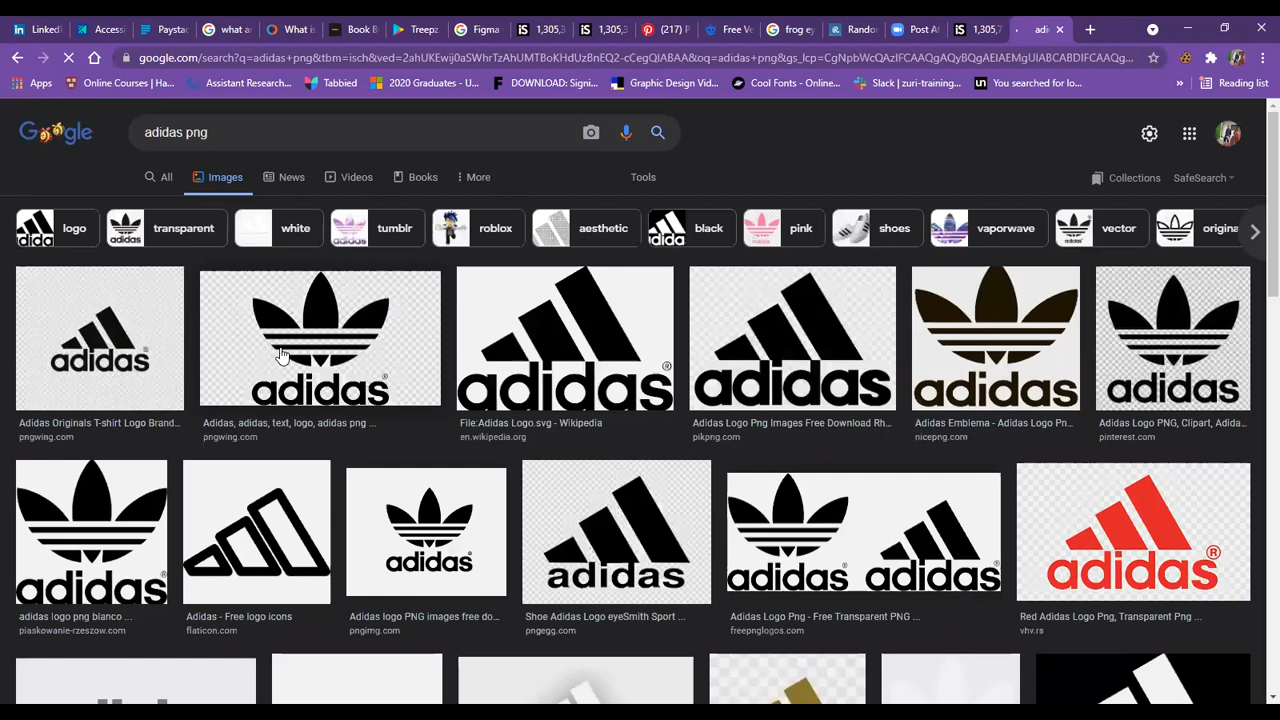 LinkedI
Accessi
Paysta
what ar
What is
Book B
Treepz
Figma
1,305,3
1,305,3
(217) P
Free Ve
frog ey
Rando
Post At
1,305,7
adi
google.com/search?q=adidas+png&tbm=isch&ved=2ahUKEwij0aSWhrTzAhUMTBoKHdUzBnEQ2-cCegQIABAA&oq=adidas+png&gs_lcp=CgNpbWcQAzIFCAAQgAQyBQgAEIAEMgUIABCABDIFCAAQg...
Apps
Online Courses (Ha...
Assistant Research...
Tabbied
2020 Graduates - U...
DOWNLOAD: Signi...
Graphic Design Vid...
Cool Fonts - Online...
Slack | zuri-training...
You searched for lo...
Reading list
Google
adidas png
All
Images
News
Videos
Books
More
Tools
Collections
SafeSearch
logo
transparent
white
tumblr
roblox
aesthetic
black
pink
shoes
vaporwave
vector
origina
adidas®
adidas®
adidas®
adidas
adidas
adidas
Adidas Originals T-shirt Logo Brand...
Adidas, adidas, text, logo, adidas png ...
File:Adidas Logo.svg - Wikipedia
Adidas Logo Png Images Free Download Rh...
Adidas Emblema - Adidas Logo Pn...
Adidas Logo PNG, Clipart, Adida...
pngwing.com
pngwing.com
en.wikipedia.org
pikpng.com
nicepng.com
pinterest.com
adidas®
adidas®
adidas
adidas®
adidas®
adidas®
adidas logo png bianco ...
Adidas - Free logo icons
Adidas logo PNG images free do...
Shoe Adidas Logo eyeSmith Sport ...
Adidas Logo Png - Free Transparent PNG ...
Red Adidas Logo Png, Transparent Png ...
piaskowanie-rzeszow.com
flaticon.com
pngimg.com
pngegg.com
freepnglogos.com
vhv.rs